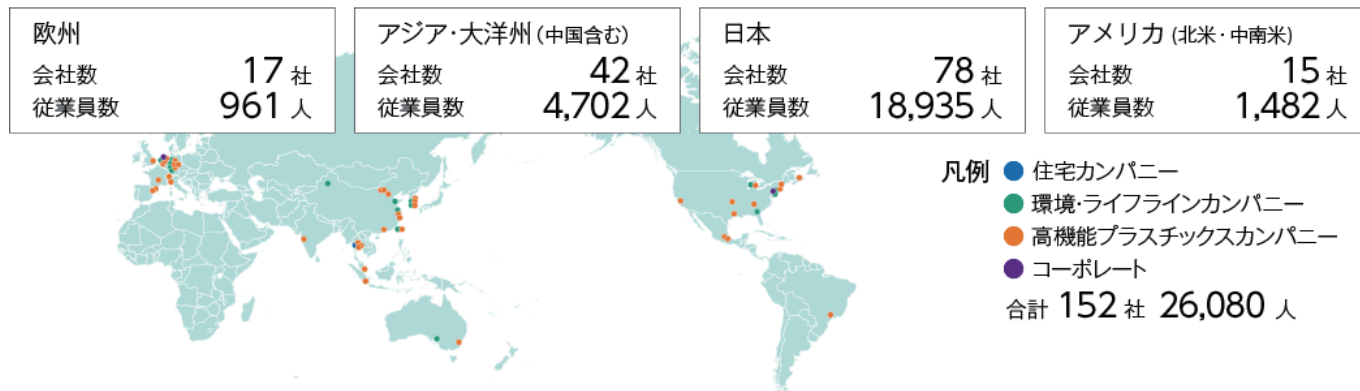 欧州
会社数 17 社
従業員数 961 人
アジア・大洋州 (中国含む)
会社数 42 社
従業員数 4,702 人
日本
会社数 78 社
従業員数 18,935 人
アメリカ (北米・中南米)
会社数 15 社
従業員数 1,482 人
凡例 住宅カンパニー
環境・ライフラインカンパニー
高機能プラスチックスカンパニー
コーポレート
合計 152 社 26,080 人